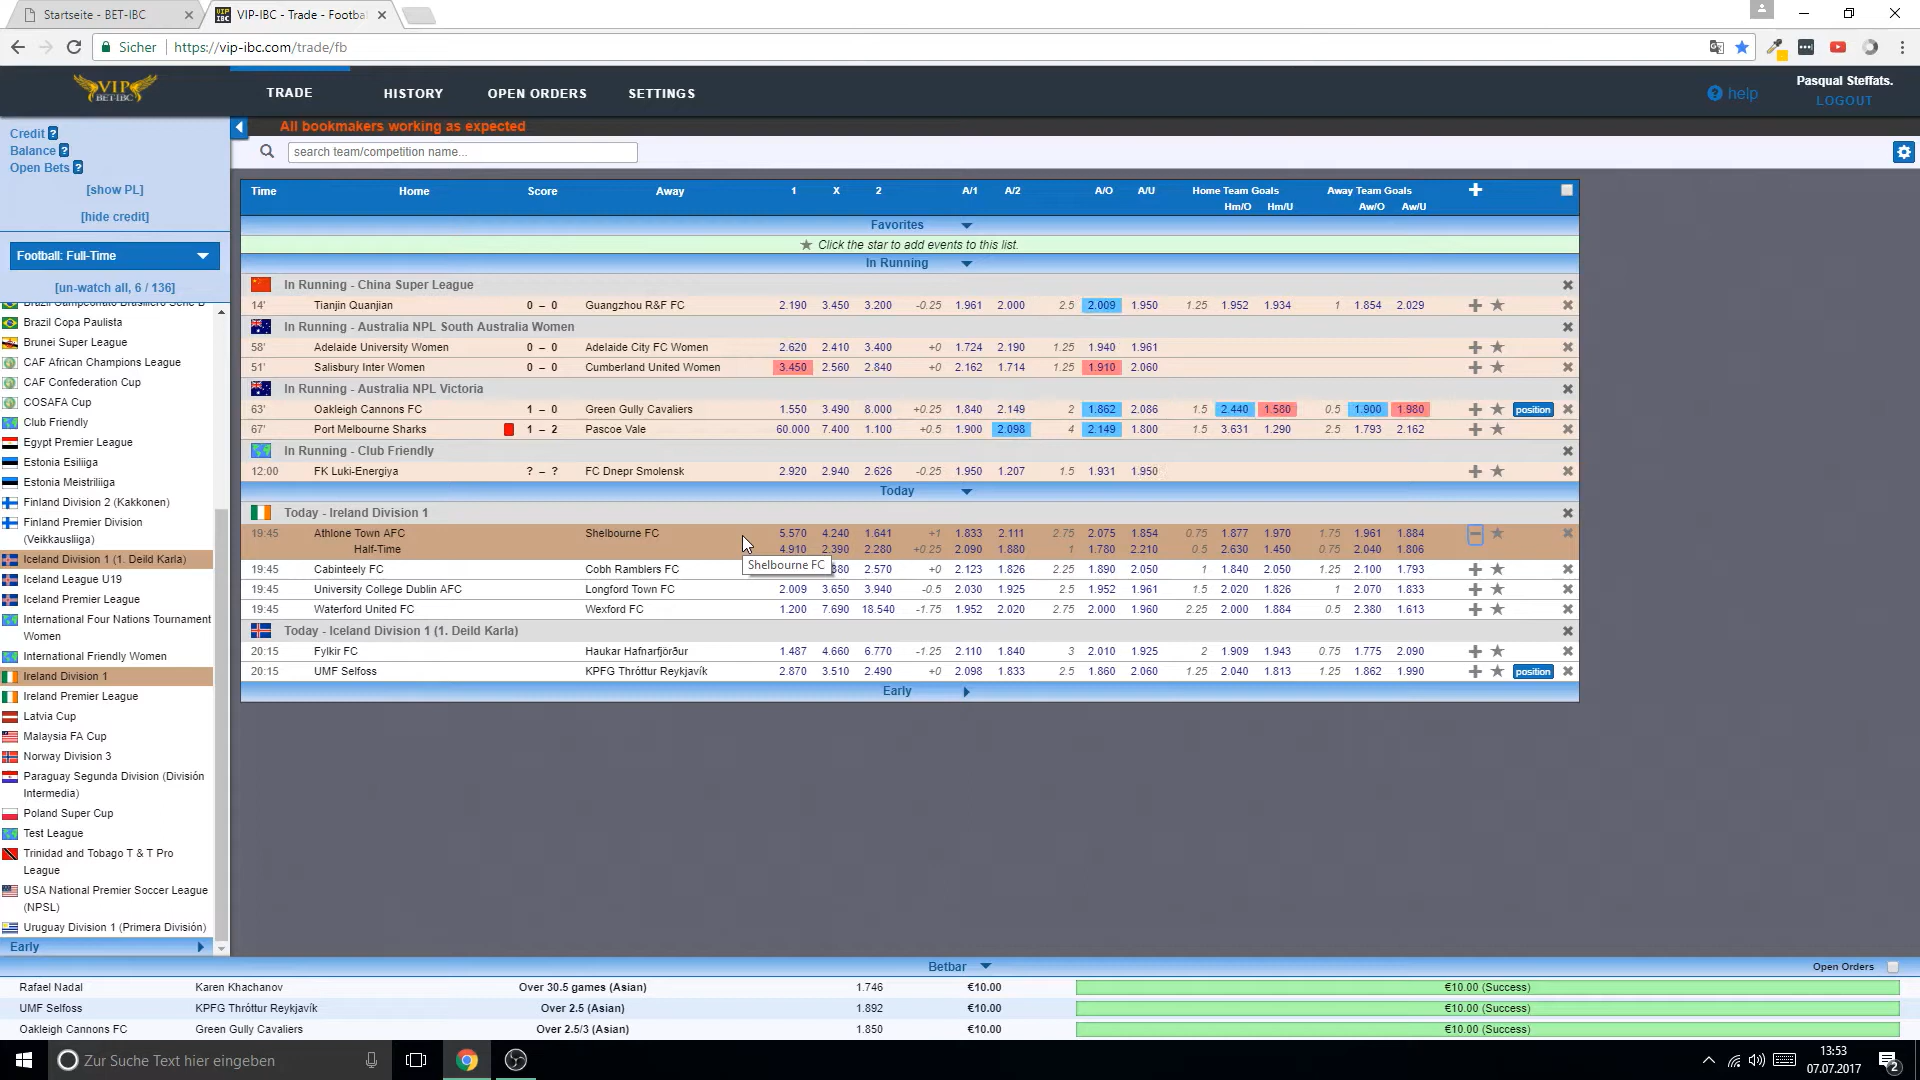 Startseite - BET-IBC
VIP-IBC - Trade - Footba
Sicher https://vip-ibc.com/trade/fb
VIP BET-IBC
TRADE HISTORY OPEN ORDERS SETTINGS
help
Pasqual Steffats.
LOGOUT
Credit ?
Balance ?
Open Bets ?
[show PL]
[hide credit]
Football: Full-Time
[un-watch all, 6 / 136]
Brazil Copa Paulista
Brunei Super League
CAF African Champions League
CAF Confederation Cup
COSAFA Cup
Club Friendly
Egypt Premier League
Estonia Esiliiga
Estonia Meistriliiga
Finland Division 2 (Kakkonen)
Finland Premier Division
(Veikkausliiga)
Iceland Division 1 (1. Deild Karla)
Iceland League U19
Iceland Premier League
International Four Nations Tournament
Women
International Friendly Women
Ireland Division 1
Ireland Premier League
Latvia Cup
Malaysia FA Cup
Norway Division 3
Paraguay Segunda Division (División
Intermedia)
Poland Super Cup
Test League
Trinidad and Tobago T & T Pro
League
USA National Premier Soccer League
(NPSL)
Uruguay Division 1 (Primera División)
Early
All bookmakers working as expected
search team/competition name...
Time Home Score Away 1 X 2 A/1 A/2 A/O A/U Home Team Goals Away Team Goals
Hm/O Hm/U Aw/O Aw/U
Favorites
Click the star to add events to this list.
In Running
In Running - China Super League
14' Tianjin Quanjian 0 – 0 Guangzhou R&F FC 2.190 3.450 3.200 -0.25 1.961 2.000 2.5 2.009 1.950 1.25 1.952 1.934 1 1.854 2.029
In Running - Australia NPL South Australia Women
58' Adelaide University Women 0 – 0 Adelaide City FC Women 2.620 2.410 3.400 +0 1.724 2.190 1.25 1.940 1.961
51' Salisbury Inter Women 0 – 0 Cumberland United Women 3.450 2.560 2.840 +0 2.162 1.714 1.25 1.910 2.060
In Running - Australia NPL Victoria
63' Oakleigh Cannons FC 1 – 0 Green Gully Cavaliers 1.550 3.490 8.000 +0.25 1.840 2.149 2 1.862 2.086 1.5 2.440 1.580 0.5 1.900 1.980 position
67' Port Melbourne Sharks 1 – 2 Pascoe Vale 60.000 7.400 1.100 +0.5 1.900 2.098 4 2.149 1.800 1.5 3.631 1.290 2.5 1.793 2.162
In Running - Club Friendly
12:00 FK Luki-Energiya ? – ? FC Dnepr Smolensk 2.920 2.940 2.626 -0.25 1.950 1.207 1.5 1.931 1.950
Today
Today - Ireland Division 1
19:45 Athlone Town AFC Shelbourne FC 5.570 4.240 1.641 +1 1.833 2.111 2.75 2.075 1.854 0.75 1.877 1.970 1.75 1.961 1.884
Half-Time 4.910 2.390 2.280 +0.25 2.090 1.880 1 1.780 2.210 0.5 2.630 1.450 0.75 2.040 1.806
Shelbourne FC
19:45 Cabinteely FC Cobh Ramblers FC 2.570 +0 2.123 1.826 2.25 1.890 2.050 1 1.840 2.050 1.25 2.100 1.793
19:45 University College Dublin AFC Longford Town FC 2.009 3.650 3.940 -0.5 2.030 1.925 2.5 1.952 1.961 1.5 2.020 1.826 1 2.070 1.833
19:45 Waterford United FC Wexford FC 1.200 7.690 18.540 -1.75 1.952 2.020 2.75 2.000 1.960 2.25 2.000 1.884 0.5 2.380 1.613
Today - Iceland Division 1 (1. Deild Karla)
20:15 Fylkir FC Haukar Hafnarfjörður 1.487 4.660 6.770 -1.25 2.110 1.840 3 2.010 1.925 2 1.909 1.943 0.75 1.775 2.090
20:15 UMF Selfoss KPFG Thróttur Reykjavík 2.870 3.510 2.490 +0 2.098 1.833 2.5 1.860 2.060 1.25 2.040 1.813 1.25 1.862 1.990 position
Early
Betbar
Open Orders
Rafael Nadal Karen Khachanov Over 30.5 games (Asian) 1.746 €10.00 €10.00 (Success)
UMF Selfoss KPFG Thróttur Reykjavík Over 2.5 (Asian) 1.892 €10.00 €10.00 (Success)
Oakleigh Cannons FC Green Gully Cavaliers Over 2.5/3 (Asian) 1.850 €10.00 €10.00 (Success)
Zur Suche Text hier eingeben
13:53
07.07.2017
2